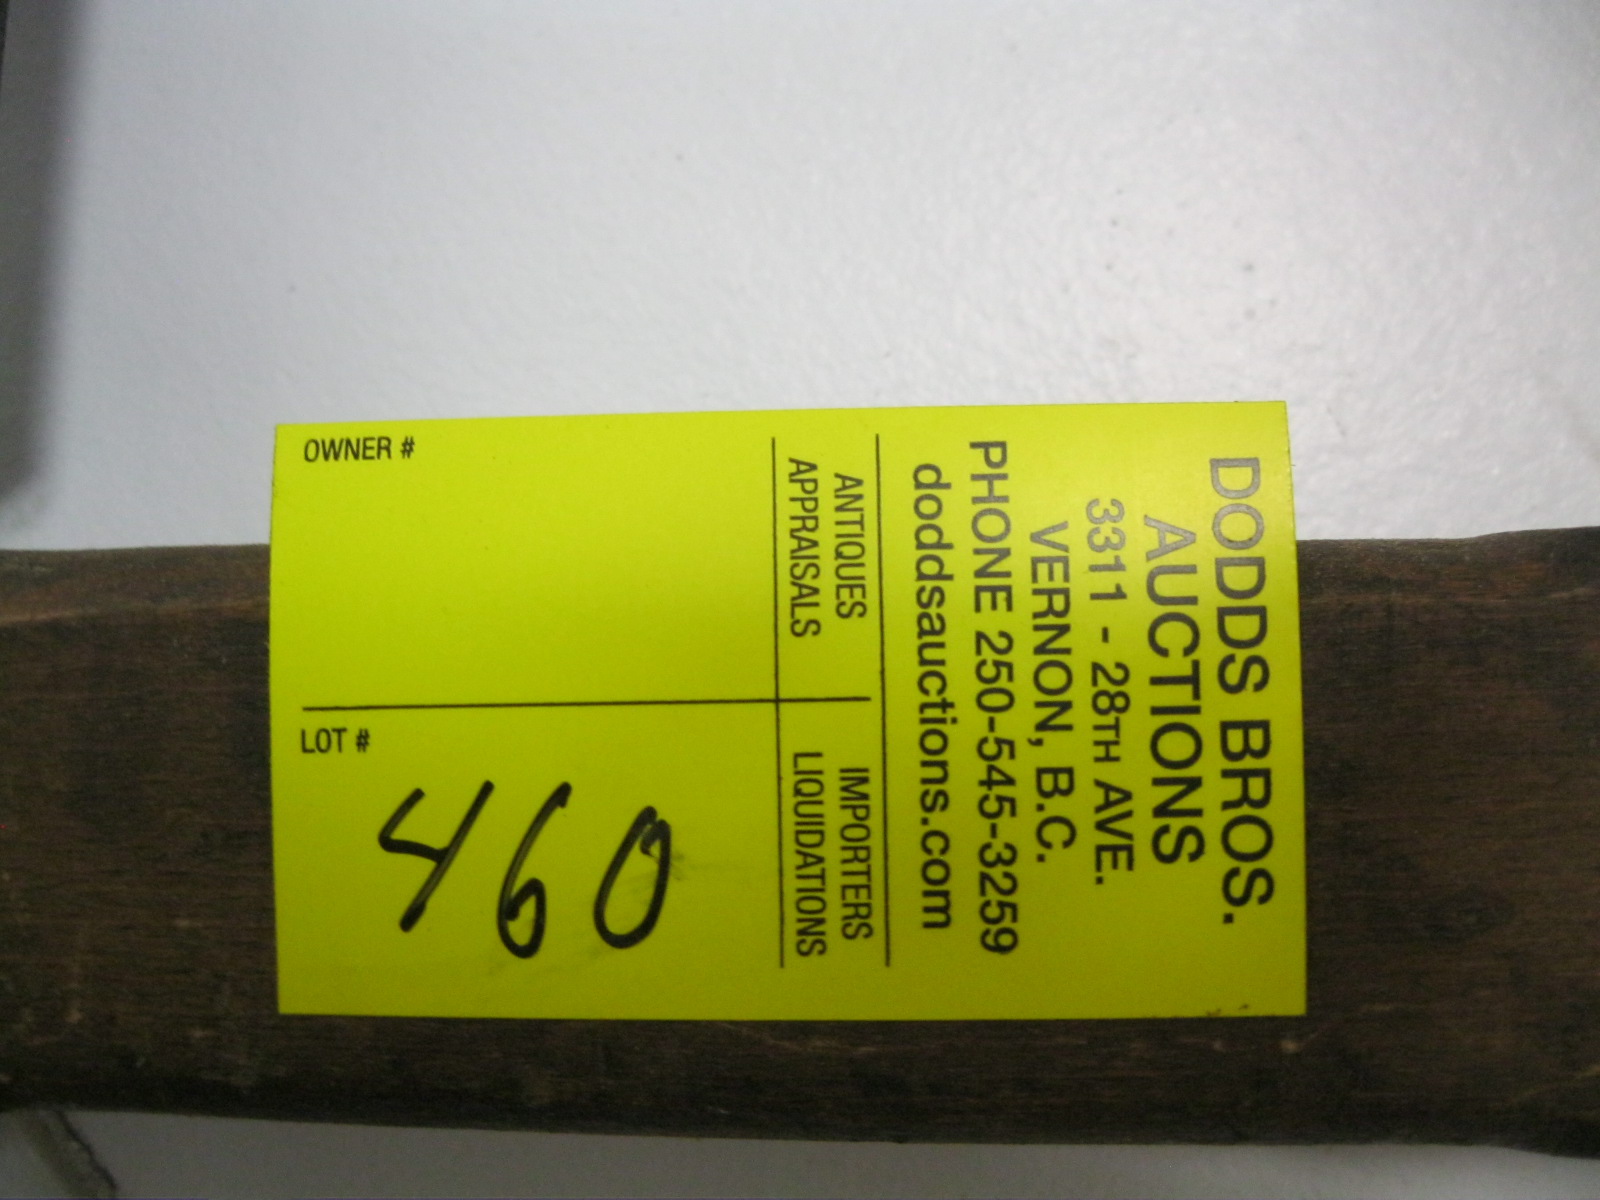 DODDS BROS.
AUCTIONS
3311 - 28TH AVE.
VERNON, B.C.
PHONE 250-545-3259
doddsauctions.com
ANTIQUES
APPRAISALS
IMPORTERS
LIQUIDATIONS
OWNER #
LOT #
460